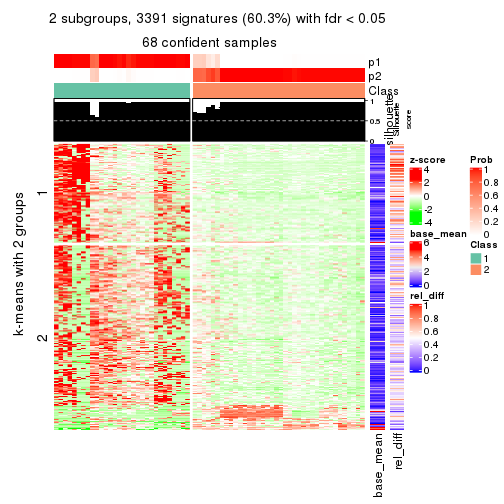 2 subgroups, 3391 signatures (60.3%) with fdr < 0.05
68 confident samples
p1
p2
Class
1
0.5
0
silhouette
Silhouette
score
k-means with 2 groups
1
2
base_mean
rel_diff
z-score
4
2
0
-2
-4
base_mean
6
4
2
0
rel_diff
1
0.8
0.6
0.4
0.2
0
Prob
1
0.8
0.6
0.4
0.2
0
Class
1
2